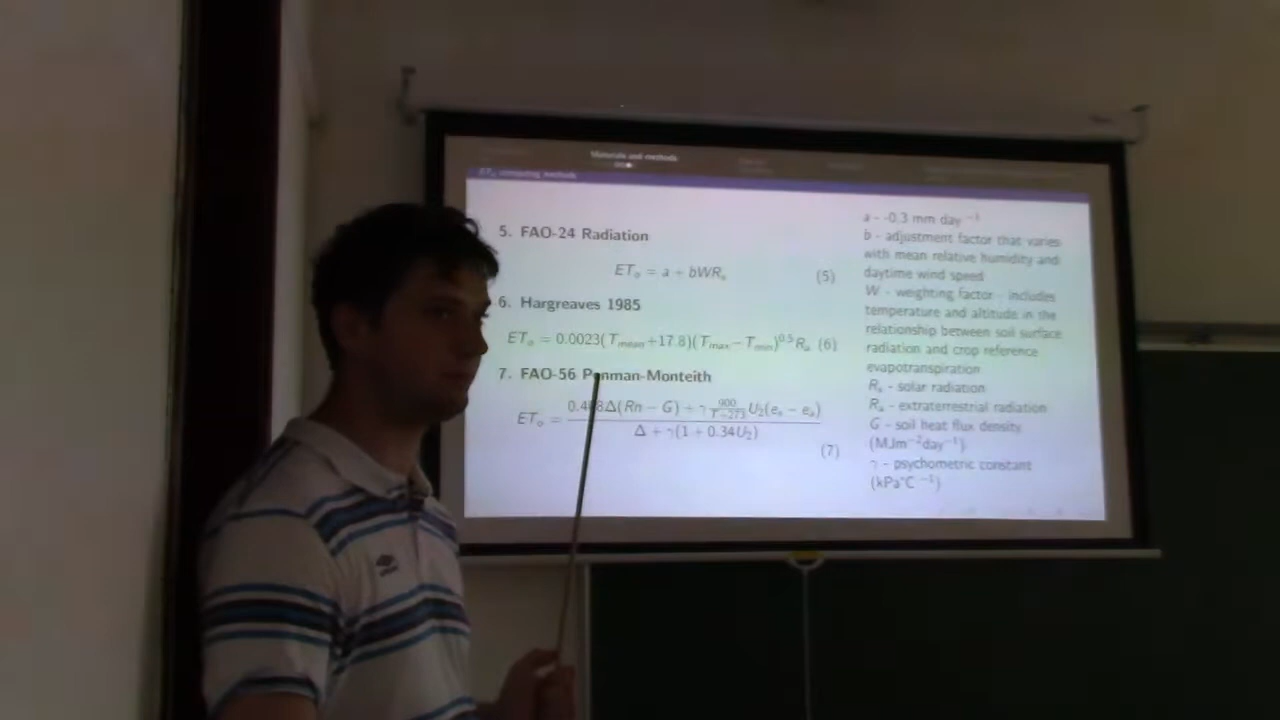 Materials and methods
ET₀ computing methods
5. FAO-24 Radiation
ETₒ = a + bWRₛ (5)
6. Hargreaves 1985
ETₒ = 0.0023(Tₘₑₐₙ+17.8)(Tₘₐₓ−Tₘᵢₙ)⁰·⁵Rₐ (6)
7. FAO-56 Penman-Monteith
0.408Δ(Rn − G) + γ 900/T+273 U₂(eₛ − eₐ)
ETₒ =
Δ + γ(1 + 0.34U₂)
(7)
a - -0.3 mm day ⁻¹
b - adjustment factor that varies
with mean relative humidity and
daytime wind speed
W - weighting factor - includes
temperature and altitude in the
relationship between soil surface
radiation and crop reference
evapotranspiration
Rₛ - solar radiation
Rₐ - extraterrestrial radiation
G - soil heat flux density
(MJm⁻²day⁻¹)
γ - psychometric constant
(kPa°C ⁻¹)